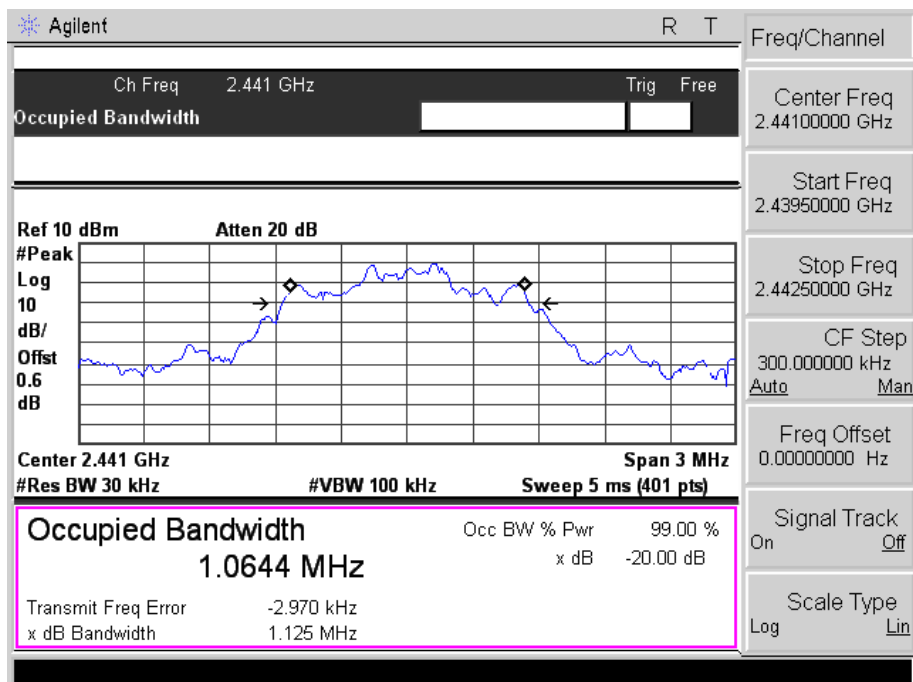 Agilent R T
Ch Freq 2.441 GHz Trig Free
Occupied Bandwidth
Ref 10 dBm Atten 20 dB
#Peak
Log
10
dB/
Offst
0.6
dB
Center 2.441 GHz Span 3 MHz
#Res BW 30 kHz #VBW 100 kHz Sweep 5 ms (401 pts)
Occupied Bandwidth Occ BW % Pwr 99.00 %
1.0644 MHz x dB -20.00 dB
Transmit Freq Error -2.970 kHz
x dB Bandwidth 1.125 MHz
Freq/Channel
Center Freq
2.44100000 GHz
Start Freq
2.43950000 GHz
Stop Freq
2.44250000 GHz
CF Step
300.000000 kHz
Auto Man
Freq Offset
0.00000000 Hz
Signal Track
On Off
Scale Type
Log Lin